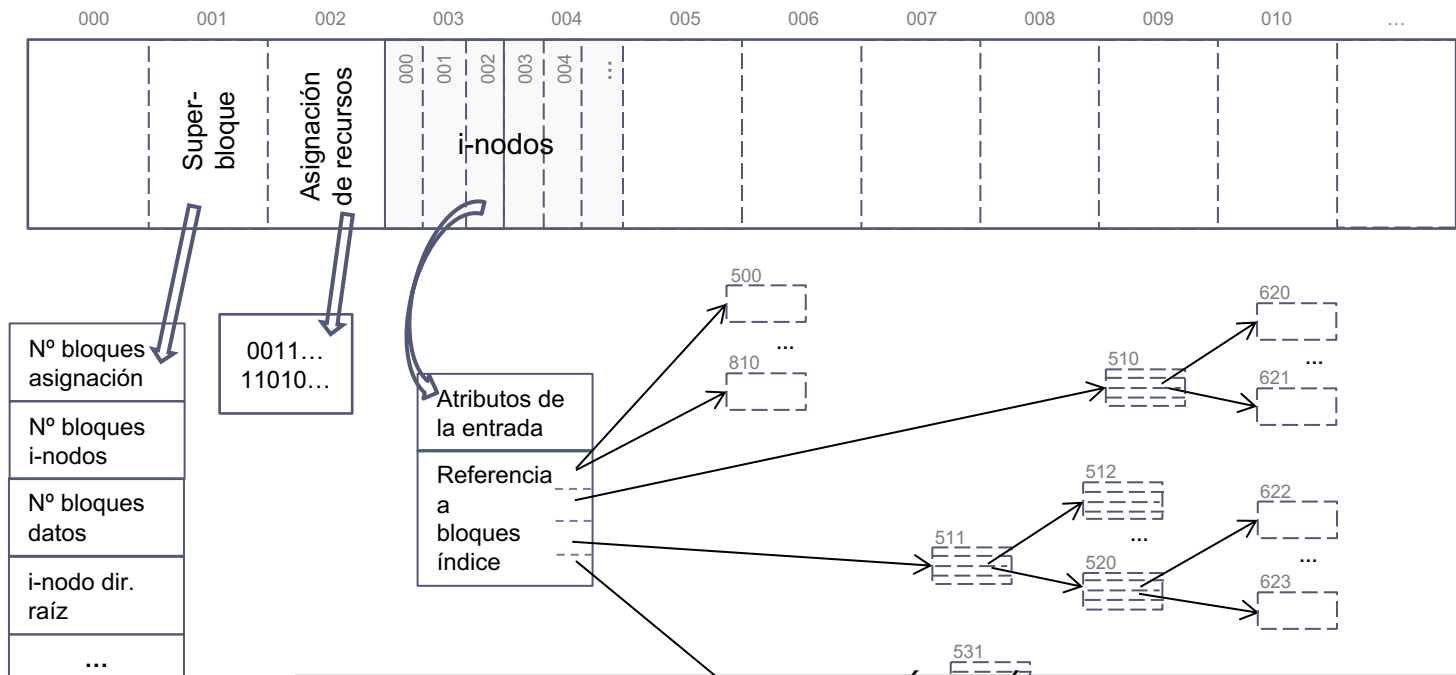 000 001 002 003 004 005 006 007 008 009 010 ...
000 001 002 003 004 ...
Super-
bloque
Asignación
de recursos
i-nodos
Nº bloques
asignación
Nº bloques
i-nodos
Nº bloques
datos
i-nodo dir.
raíz
...
0011...
11010...
Atributos de
la entrada
Referencia
a
bloques
índice
500
...
810
510
620
...
621
511
512
...
520
622
...
623
531